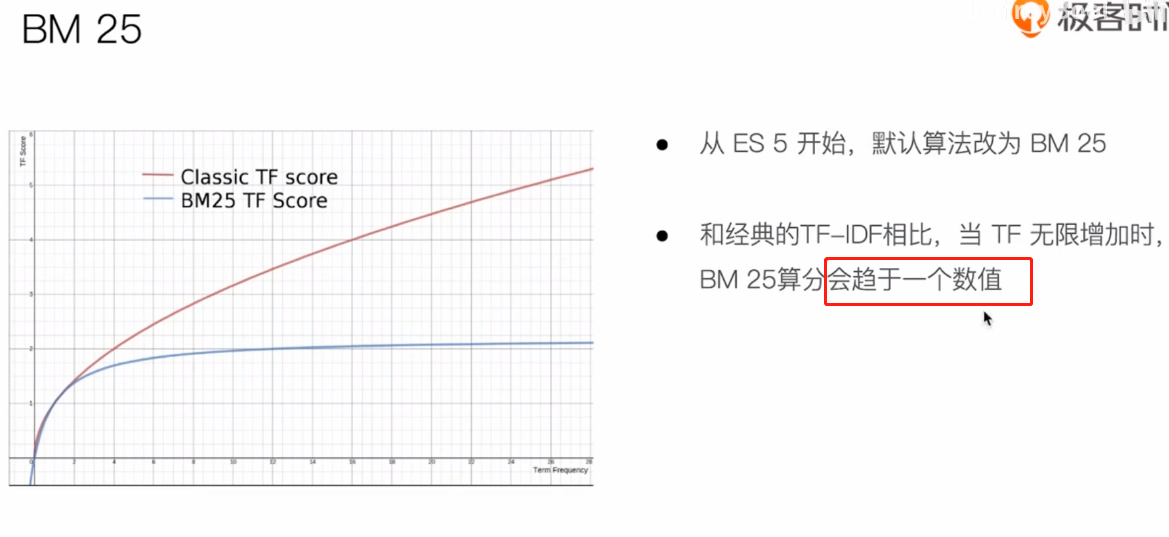 BM 25
极客时间
TF Score
6
5
4
3
2
1
Classic TF score
BM25 TF Score
0 2 4 6 8 10 12 14 16 18 20 22 24 26 28
Term Frequency
● 从 ES 5 开始，默认算法改为 BM 25
● 和经典的TF-IDF相比，当 TF 无限增加时，
BM 25算分会趋于一个数值